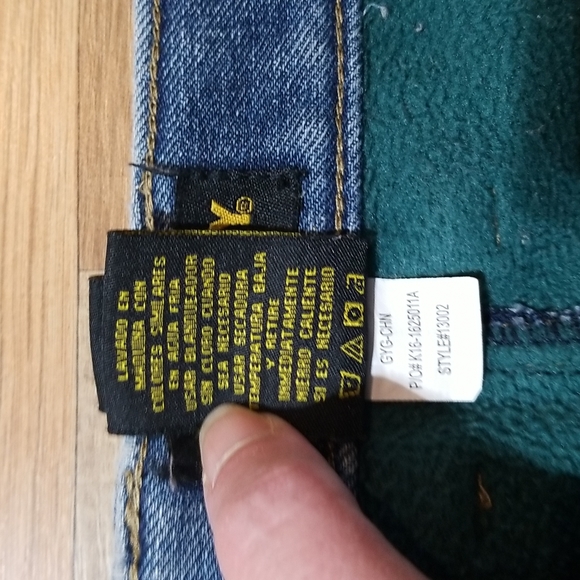 Y®
LAVADO EN
MAQUINA CON
COLORES SIMILARES
EN AGUA FRIA
USAR BLANQUEADOR
SIN CLORO CUANDO
SEA NECESARIO
USAR SECADORA
TEMPERATURA BAJA
Y RETIRE
INMEDIATAMENTE
HIERRO CALIENTE
SI ES NECESARIO
GYG-CHN
P/O# K16-1625011A
STYLE#13002